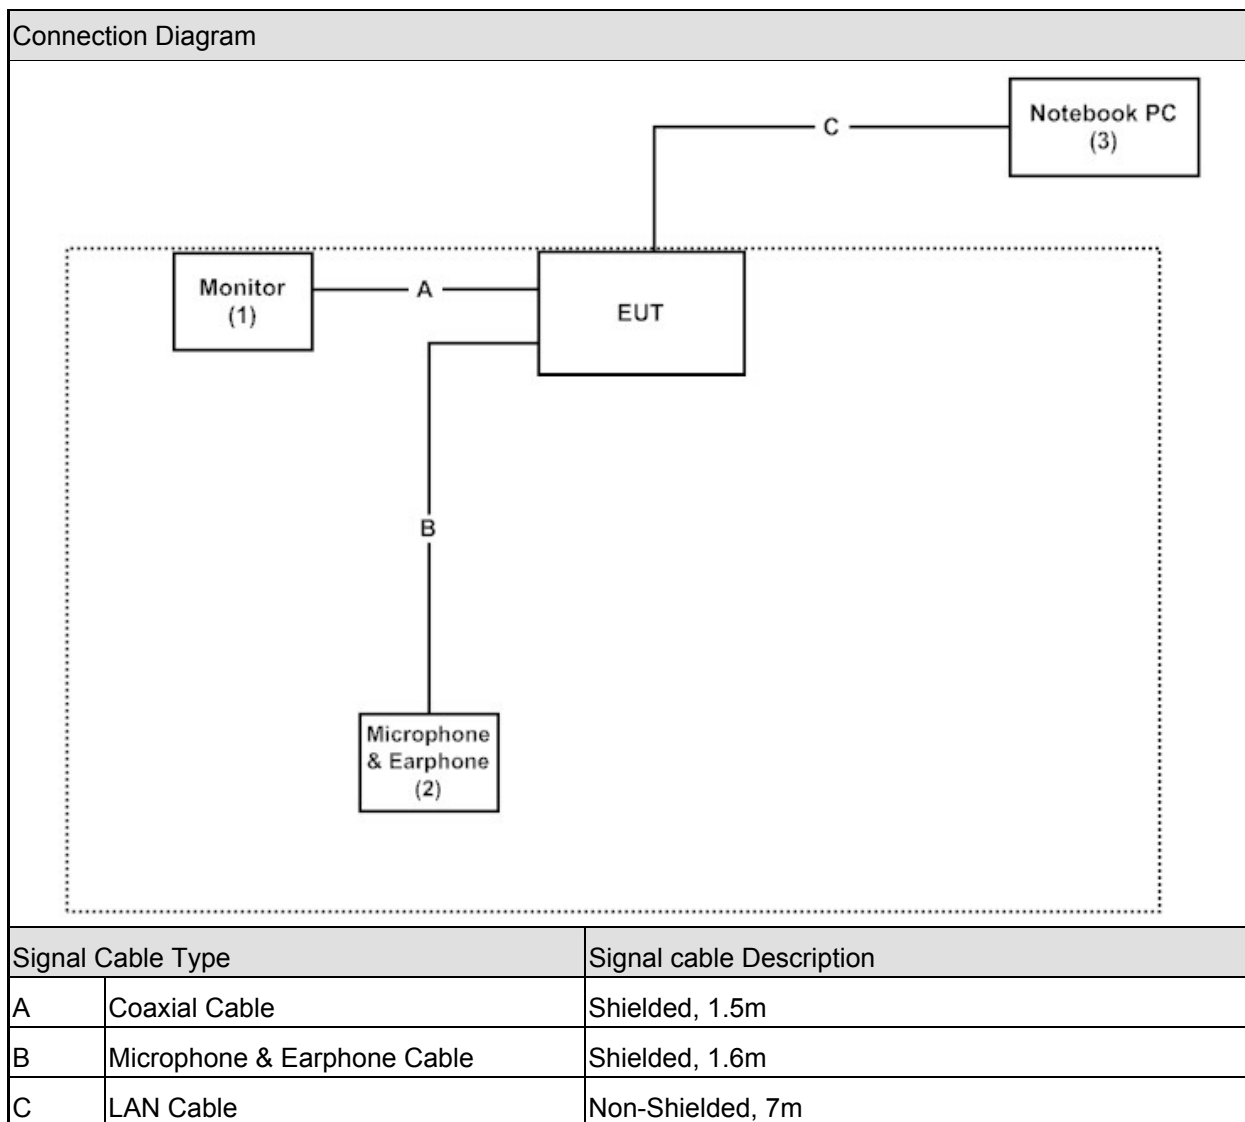 Connection Diagram
Notebook PC
(3)
C
Monitor
(1)
A
EUT
B
Microphone
& Earphone
(2)
Signal Cable Type Signal cable Description
A Coaxial Cable Shielded, 1.5m
B Microphone & Earphone Cable Shielded, 1.6m
C LAN Cable Non-Shielded, 7m